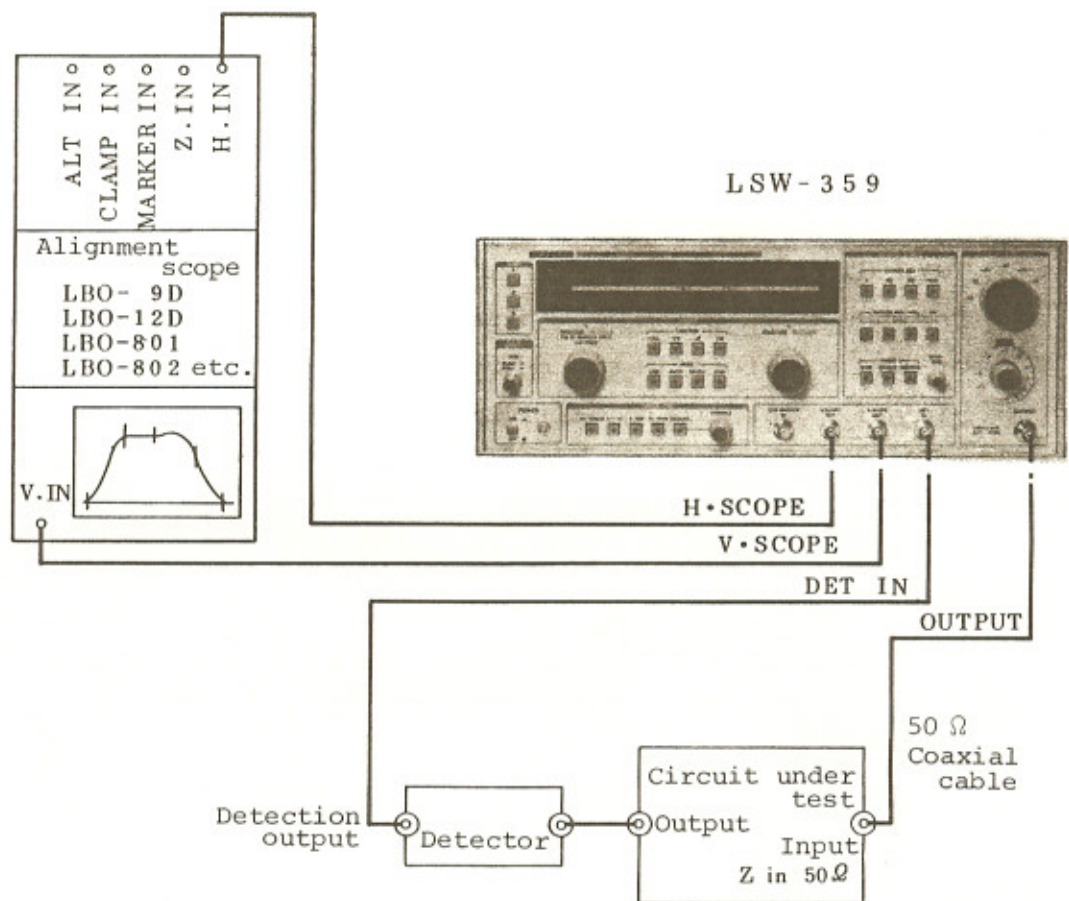 ALT IN
CLAMP IN
MARKER IN
Z.IN
H.IN
Alignment
scope
LBO- 9D
LBO-12D
LBO-801
LBO-802 etc.
V.IN
LSW-359
H•SCOPE
V•SCOPE
DET IN
OUTPUT
50 Ω
Coaxial
cable
Circuit under
test
Output
Input
Z in 50Ω
Detector
Detection
output